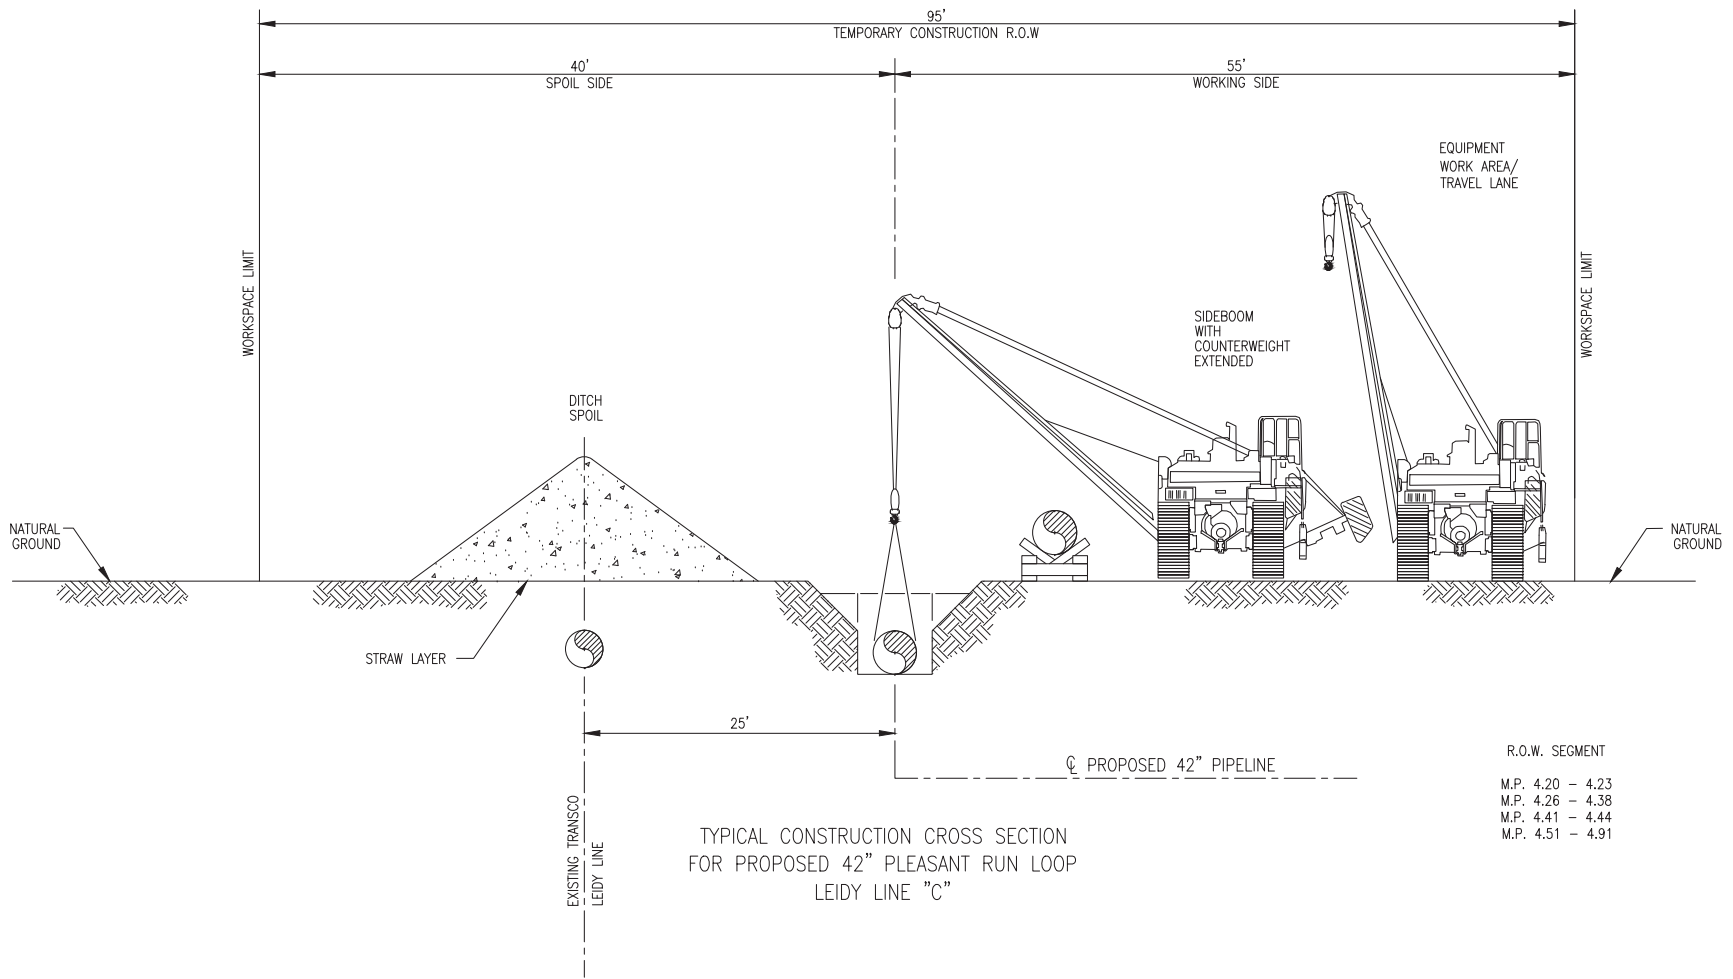 95'
TEMPORARY CONSTRUCTION R.O.W
40'
SPOIL SIDE
55'
WORKING SIDE
EQUIPMENT
WORK AREA/
TRAVEL LANE
WORKSPACE LIMIT
WORKSPACE LIMIT
SIDEBOOM
WITH
COUNTERWEIGHT
EXTENDED
DITCH
SPOIL
NATURAL
GROUND
NATURAL
GROUND
STRAW LAYER
25'
℄ PROPOSED 42" PIPELINE
EXISTING TRANSCO
LEIDY LINE
TYPICAL CONSTRUCTION CROSS SECTION
FOR PROPOSED 42" PLEASANT RUN LOOP
LEIDY LINE "C"
R.O.W. SEGMENT
M.P. 4.20 - 4.23
M.P. 4.26 - 4.38
M.P. 4.41 - 4.44
M.P. 4.51 - 4.91